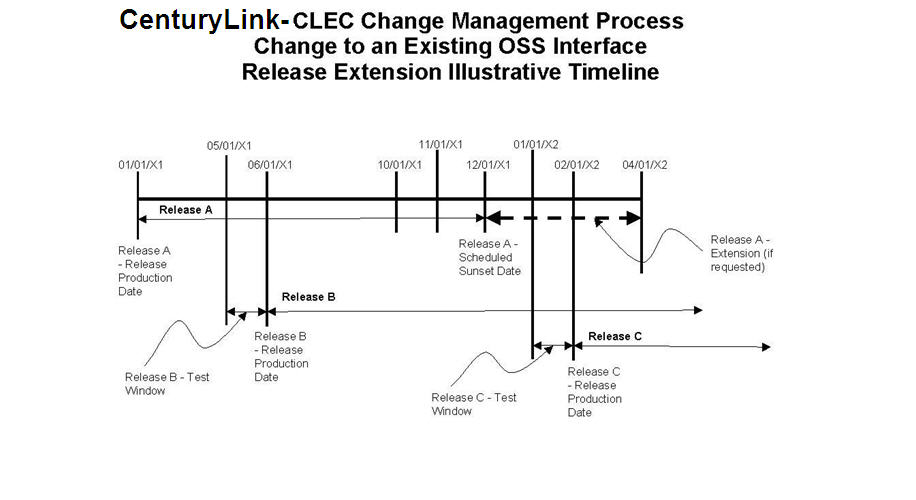 CenturyLink- CLEC Change Management Process
Change to an Existing OSS Interface
Release Extension Illustrative Timeline
05/01/X1
11/01/X1
01/01/X2
01/01/X1
06/01/X1
10/01/X1
12/01/X1
02/01/X2
04/01/X2
Release A
Release A
- Release
Production
Date
Release A -
Scheduled
Sunset Date
Release A -
Extension (if
requested)
Release B
Release B
- Release
Production
Date
Release B - Test
Window
Release C
Release C - Test
Window
Release C
- Release
Production
Date